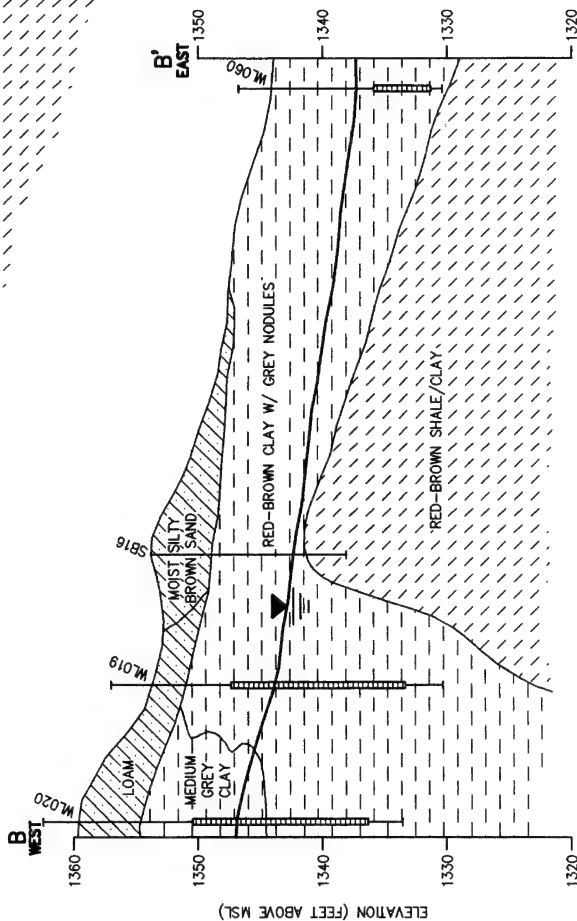 B
WEST
B'
EAST
WL020
WL019
SB16
WL060
LOAM
MOIST SILTY
BROWN SAND
MEDIUM
GREY
CLAY
RED-BROWN CLAY W/ GREY NODULES
RED-BROWN SHALE/CLAY
ELEVATION (FEET ABOVE MSL)
1360
1350
1340
1330
1320
1350
1340
1330
1320